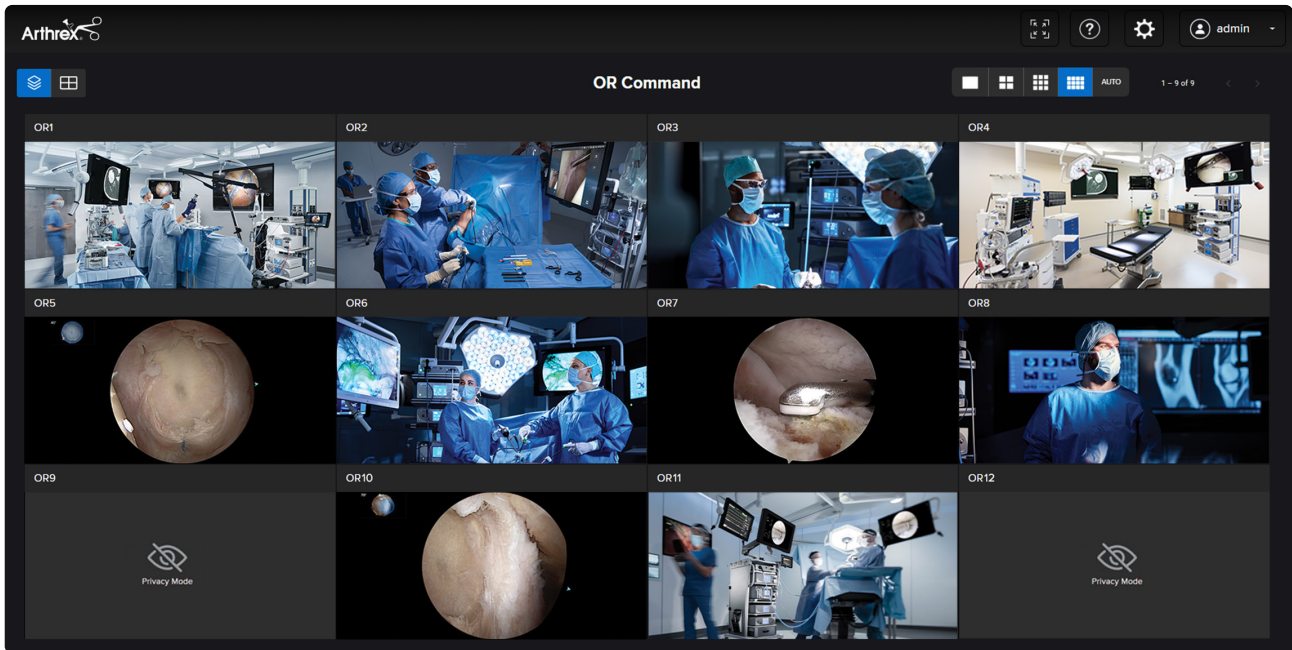 Arthrex
admin
OR Command
AUTO
1 – 9 of 9
OR1
OR2
OR3
OR4
OR5
OR6
OR7
OR8
OR9
OR10
OR11
OR12
Privacy Mode
Privacy Mode